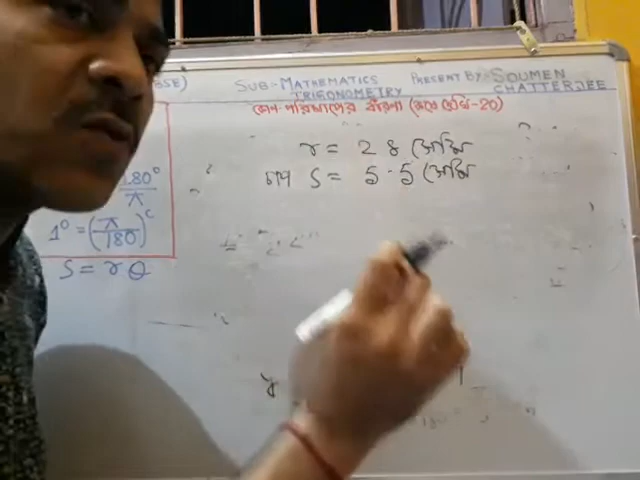 SE) SUB-MATHEMATICS PRESENT BY-SOUMEN
TRIGONOMETRY CHATTERJEE
কোণ পরিমাপের ধারণা (কষে দেখি-20)
r = 28 সেমি
চাপ S = 5.5 সেমি
180°
π
1° = (π/180)ᶜ
S = rθ